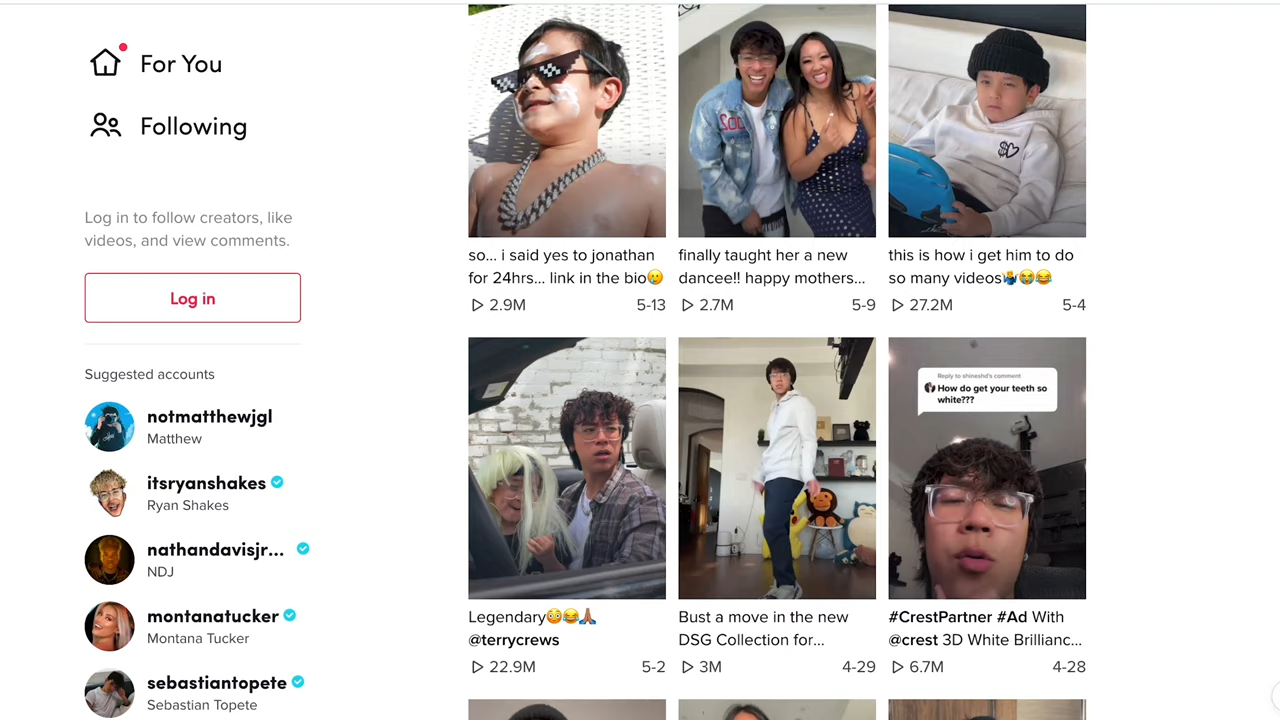 For You
Following
Log in to follow creators, like
videos, and view comments.
Log in
Suggested accounts
notmatthewjgl
Matthew
itsryanshakes
Ryan Shakes
nathandavisjr...
NDJ
montanatucker
Montana Tucker
sebastiantopete
Sebastian Topete
so... i said yes to jonathan
for 24hrs... link in the bio🥲
2.9M 5-13
finally taught her a new
dancee!! happy mothers...
2.7M 5-9
this is how i get him to do
so many videos🤷‍♂️😭😂
27.2M 5-4
Legendary😳😂🙏🏽
@terrycrews
22.9M 5-2
Bust a move in the new
DSG Collection for...
3M 4-29
Reply to shineshd's comment
How do get your teeth so
white???
#CrestPartner #Ad With
@crest 3D White Brillianc...
6.7M 4-28